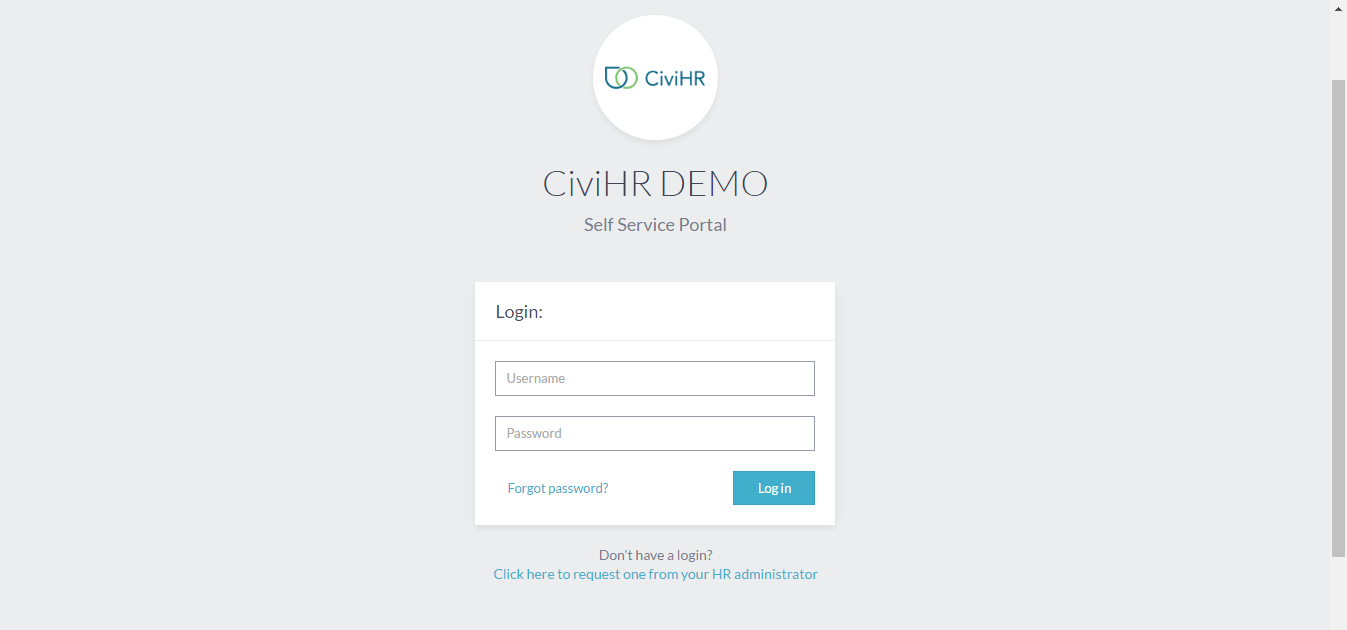 CiviHR
CiviHR DEMO
Self Service Portal
Login:
Username
Password
Forgot password?
Log in
Don't have a login?
Click here to request one from your HR administrator